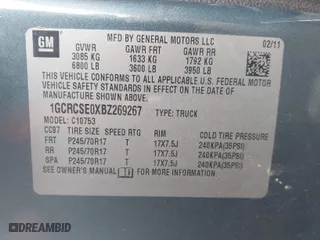 GM
MFD BY GENERAL MOTORS LLC
02/11
GVWR GAWR FRT GAWR RR
3085 KG 1633 KG 1792 KG
6800 LB 3600 LB 3950 LB
THIS VEHICLE CONFORMS TO ALL APPLICABLE U.S. FEDERAL MOTOR
VEHICLE SAFETY AND THEFT PREVENTION STANDARDS IN EFFECT ON
THE DATE OF MANUFACTURE SHOWN ABOVE.
1GCRCSE0XBZ269267 TYPE: TRUCK
MODEL: C10753
CC97 TIRE SIZE SPEED RTG RIM COLD TIRE PRESSURE
FRT P245/70R17 T 17X7.5J 240KPA(35PSI)
RR P245/70R17 T 17X7.5J 240KPA(35PSI)
SPA P245/70R17 T 17X7.5J 240KPA(35PSI)
SEE OWNER'S MANUAL FOR ADDITIONAL INFORMATION.